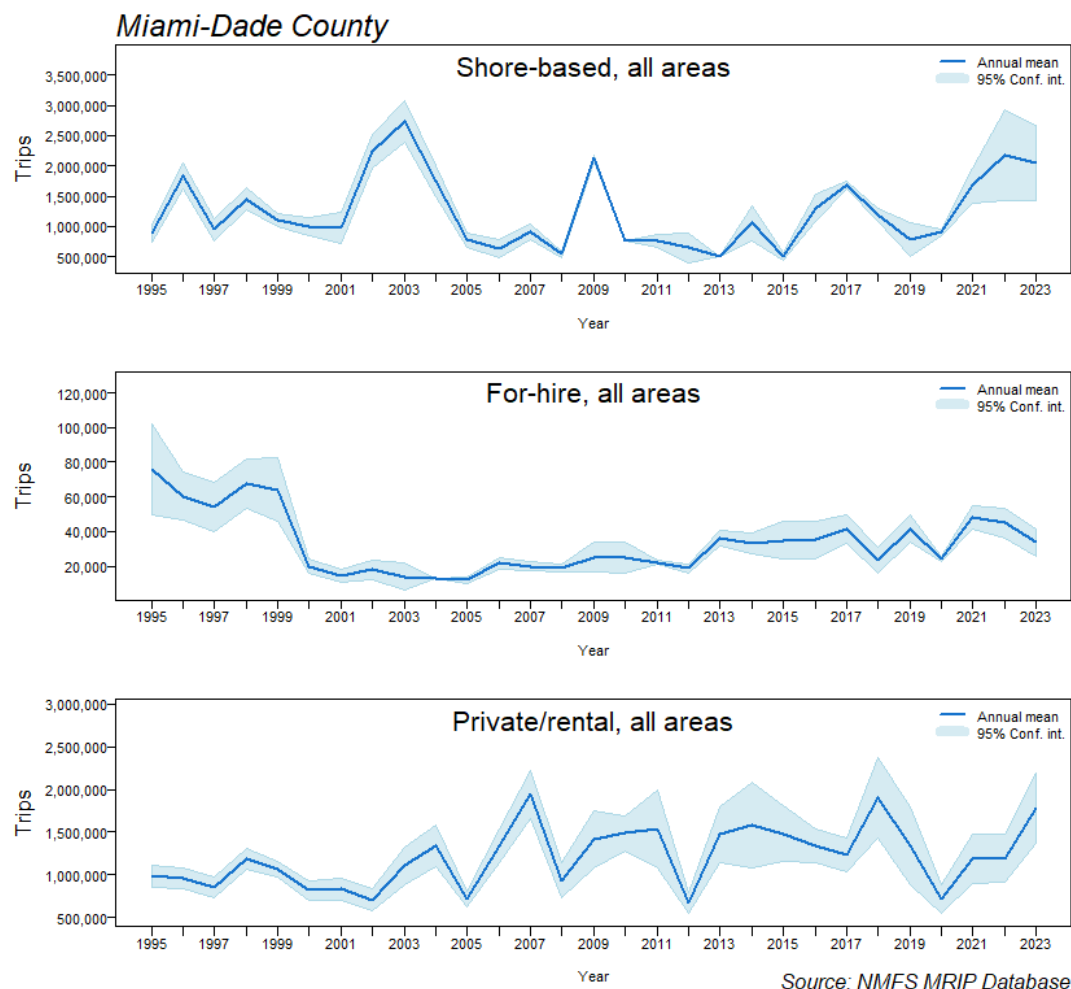 Miami-Dade County
Shore-based, all areas
Annual mean
95% Conf. int.
Trips
3,500,000
3,000,000
2,500,000
2,000,000
1,500,000
1,000,000
500,000
1995 1997 1999 2001 2003 2005 2007 2009 2011 2013 2015 2017 2019 2021 2023
Year
For-hire, all areas
Annual mean
95% Conf. int.
Trips
120,000
100,000
80,000
60,000
40,000
20,000
1995 1997 1999 2001 2003 2005 2007 2009 2011 2013 2015 2017 2019 2021 2023
Year
Private/rental, all areas
Annual mean
95% Conf. int.
Trips
3,000,000
2,500,000
2,000,000
1,500,000
1,000,000
500,000
1995 1997 1999 2001 2003 2005 2007 2009 2011 2013 2015 2017 2019 2021 2023
Year
Source: NMFS MRIP Database